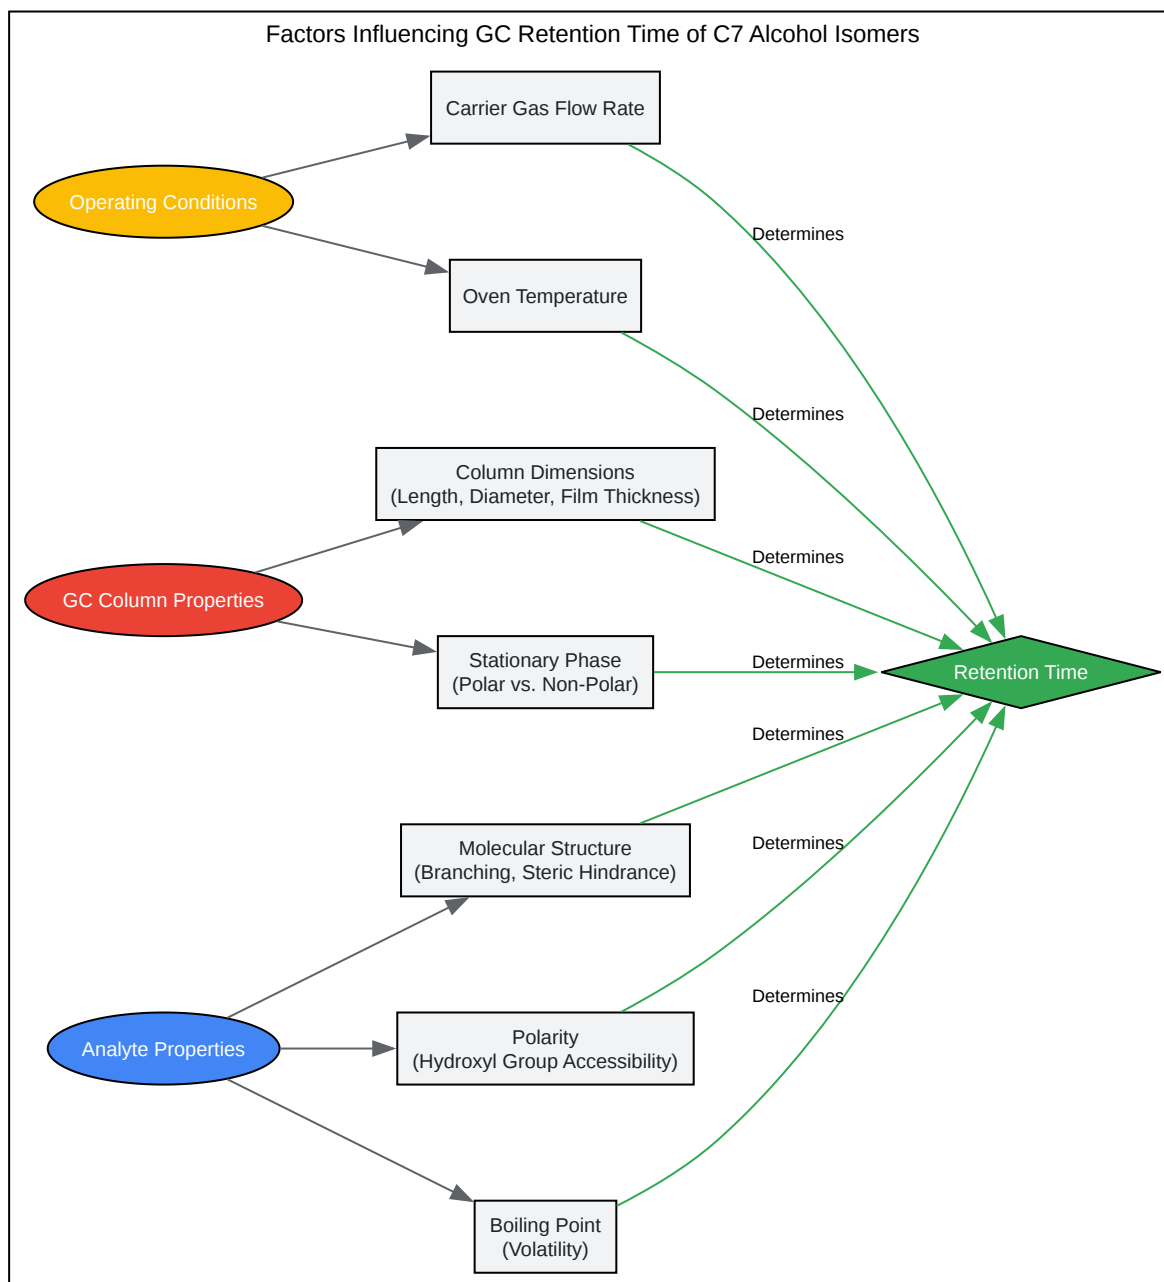 Factors Influencing GC Retention Time of C7 Alcohol Isomers
Carrier Gas Flow Rate
Operating Conditions
Determines
Oven Temperature
Determines
Column Dimensions
(Length, Diameter, Film Thickness)
Determines
GC Column Properties
Stationary Phase
(Polar vs. Non-Polar)
Determines
Retention Time
Determines
Molecular Structure
(Branching, Steric Hindrance)
Determines
Analyte Properties
Polarity
(Hydroxyl Group Accessibility)
Determines
Boiling Point
(Volatility)